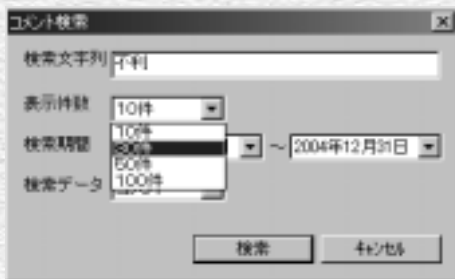 コメント検索
検索文字列 不利
表示件数 10件
10件
30件
50件
100件
検索期間 ～ 2004年12月31日
検索データ
検索 キャンセル